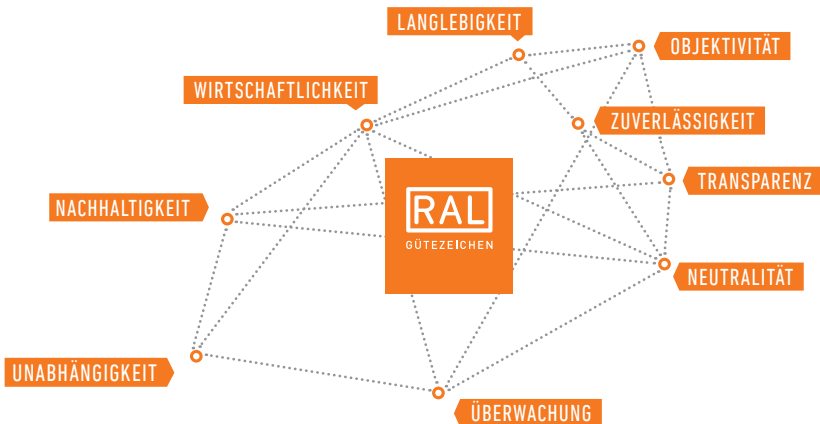 LANGLEBIGKEIT
OBJEKTIVITÄT
WIRTSCHAFTLICHKEIT
ZUVERLÄSSIGKEIT
TRANSPARENZ
NACHHALTIGKEIT
RAL
GÜTEZEICHEN
NEUTRALITÄT
UNABHÄNGIGKEIT
ÜBERWACHUNG